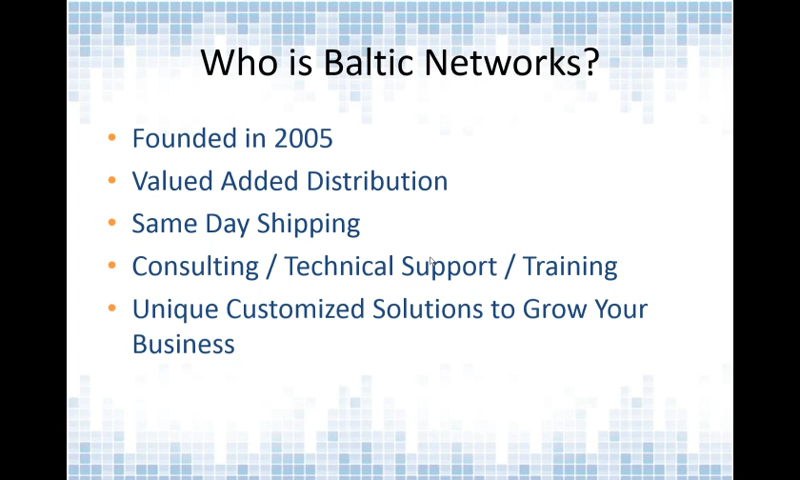 Who is Baltic Networks?
• Founded in 2005
• Valued Added Distribution
• Same Day Shipping
• Consulting / Technical Support / Training
• Unique Customized Solutions to Grow Your
Business